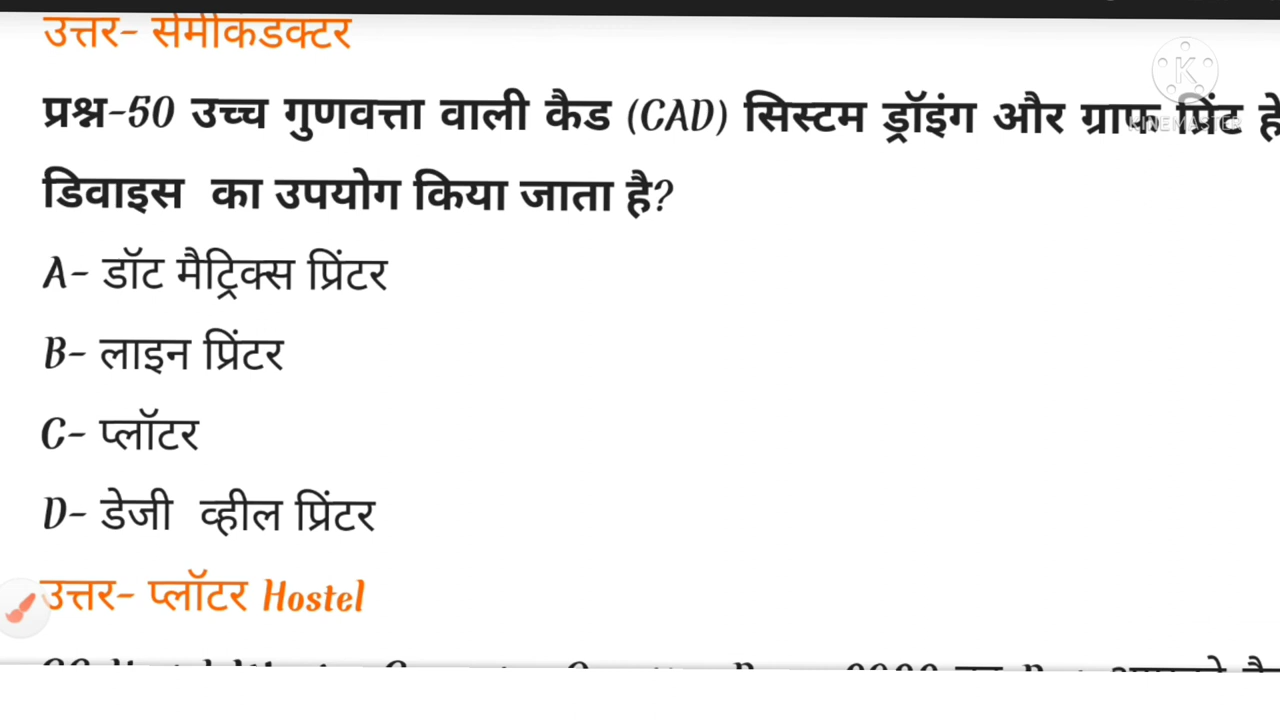 उत्तर- सेमीकंडक्टर
प्रश्न-50 उच्च गुणवत्ता वाली कैड (CAD) सिस्टम ड्रॉइंग और ग्राफ प्रिंट हे
डिवाइस का उपयोग किया जाता है?
A- डॉट मैट्रिक्स प्रिंटर
B- लाइन प्रिंटर
C- प्लॉटर
D- डेजी व्हील प्रिंटर
उत्तर- प्लॉटर Hostel
K
KINEMASTER